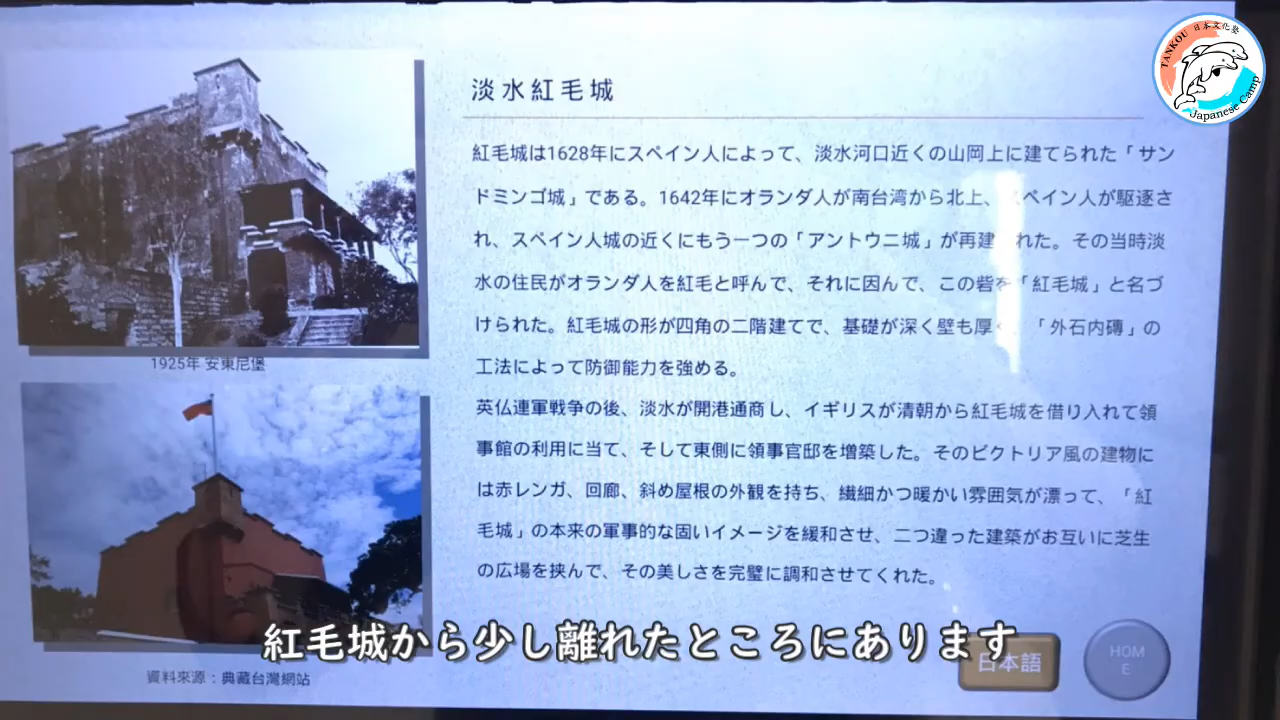 TANKOU 日本文化塾
Japanese Camp
淡水紅毛城
紅毛城は1628年にスペイン人によって、淡水河口近くの山岡上に建てられた「サン
ドミンゴ城」である。1642年にオランダ人が南台湾から北上、スペイン人が駆逐さ
れ、スペイン人城の近くにもう一つの「アントウニ城」が再建された。その当時淡
水の住民がオランダ人を紅毛と呼んで、それに因んで、この砦を「紅毛城」と名づ
けられた。紅毛城の形が四角の二階建てで、基礎が深く壁も厚く、「外石内磚」の
工法によって防御能力を強める。
英仏連軍戦争の後、淡水が開港通商し、イギリスが清朝から紅毛城を借り入れて領
事館の利用に当て、そして東側に領事官邸を増築した。そのビクトリア風の建物に
は赤レンガ、回廊、斜め屋根の外観を持ち、繊細かつ暖かい雰囲気が漂って、「紅
毛城」の本来の軍事的な固いイメージを緩和させ、二つ違った建築がお互いに芝生
の広場を挟んで、その美しさを完璧に調和させてくれた。
1925年 安東尼堡
資料來源：典藏台灣網站
紅毛城から少し離れたところにあります
日本語
HOM
E